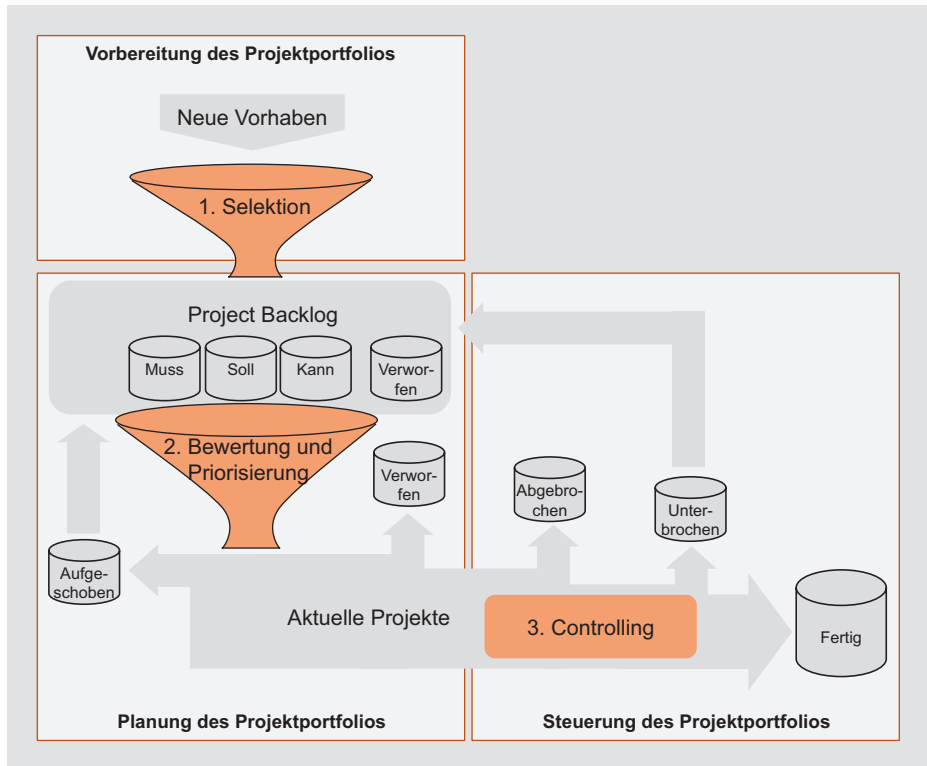 Vorbereitung des Projektportfolios
Neue Vorhaben
1. Selektion
Project Backlog
Muss
Soll
Kann
Verwor-
fen
2. Bewertung und
Priorisierung
Verwor-
fen
Aufge-
schoben
Abgebro-
chen
Unter-
brochen
Aktuelle Projekte
3. Controlling
Fertig
Planung des Projektportfolios
Steuerung des Projektportfolios